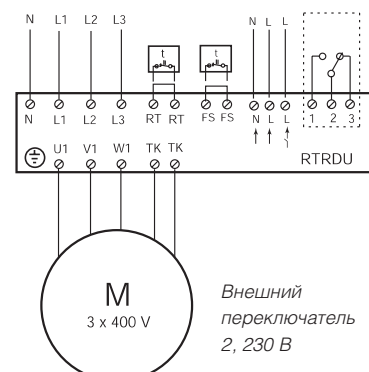 N L1 L2 L3 N L L
t t
N L1 L2 L3 RT RT FS FS N L L 1 2 3
RTRDU
U1 V1 W1 TK TK
M
3 x 400 V
Внешний
переключатель
2, 230 В